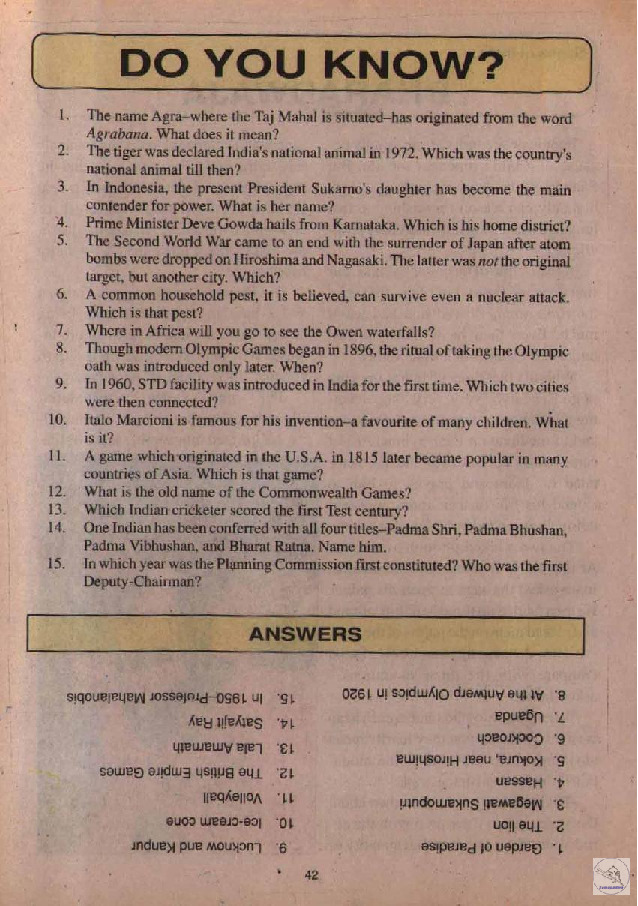 DO YOU KNOW?
1. The name Agra–where the Taj Mahal is situated–has originated from the word
Agrabana. What does it mean?
2. The tiger was declared India's national animal in 1972. Which was the country's
national animal till then?
3. In Indonesia, the present President Sukarno's daughter has become the main
contender for power. What is her name?
4. Prime Minister Deve Gowda hails from Karnataka. Which is his home district?
5. The Second World War came to an end with the surrender of Japan after atom
bombs were dropped on Hiroshima and Nagasaki. The latter was not the original
target, but another city. Which?
6. A common household pest, it is believed, can survive even a nuclear attack.
Which is that pest?
7. Where in Africa will you go to see the Owen waterfalls?
8. Though modern Olympic Games began in 1896, the ritual of taking the Olympic
oath was introduced only later. When?
9. In 1960, STD facility was introduced in India for the first time. Which two cities
were then connected?
10. Italo Marcioni is famous for his invention–a favourite of many children. What
is it?
11. A game which originated in the U.S.A. in 1815 later became popular in many
countries of Asia. Which is that game?
12. What is the old name of the Commonwealth Games?
13. Which Indian cricketer scored the first Test century?
14. One Indian has been conferred with all four titles–Padma Shri, Padma Bhushan,
Padma Vibhushan, and Bharat Ratna. Name him.
15. In which year was the Planning Commission first constituted? Who was the first
Deputy-Chairman?
ANSWERS
1. Garden of Paradise
2. The lion
3. Megawati Sukarnoputri
4. Hassan
5. Kokura, near Hiroshima
6. Cockroach
7. Uganda
8. At the Antwerp Olympics in 1920
9. Lucknow and Kanpur
10. Ice-cream cone
11. Volleyball
12. The British Empire Games
13. Lala Amarnath
14. Satyajit Ray
15. In 1950–Professor Mahalanobis
42